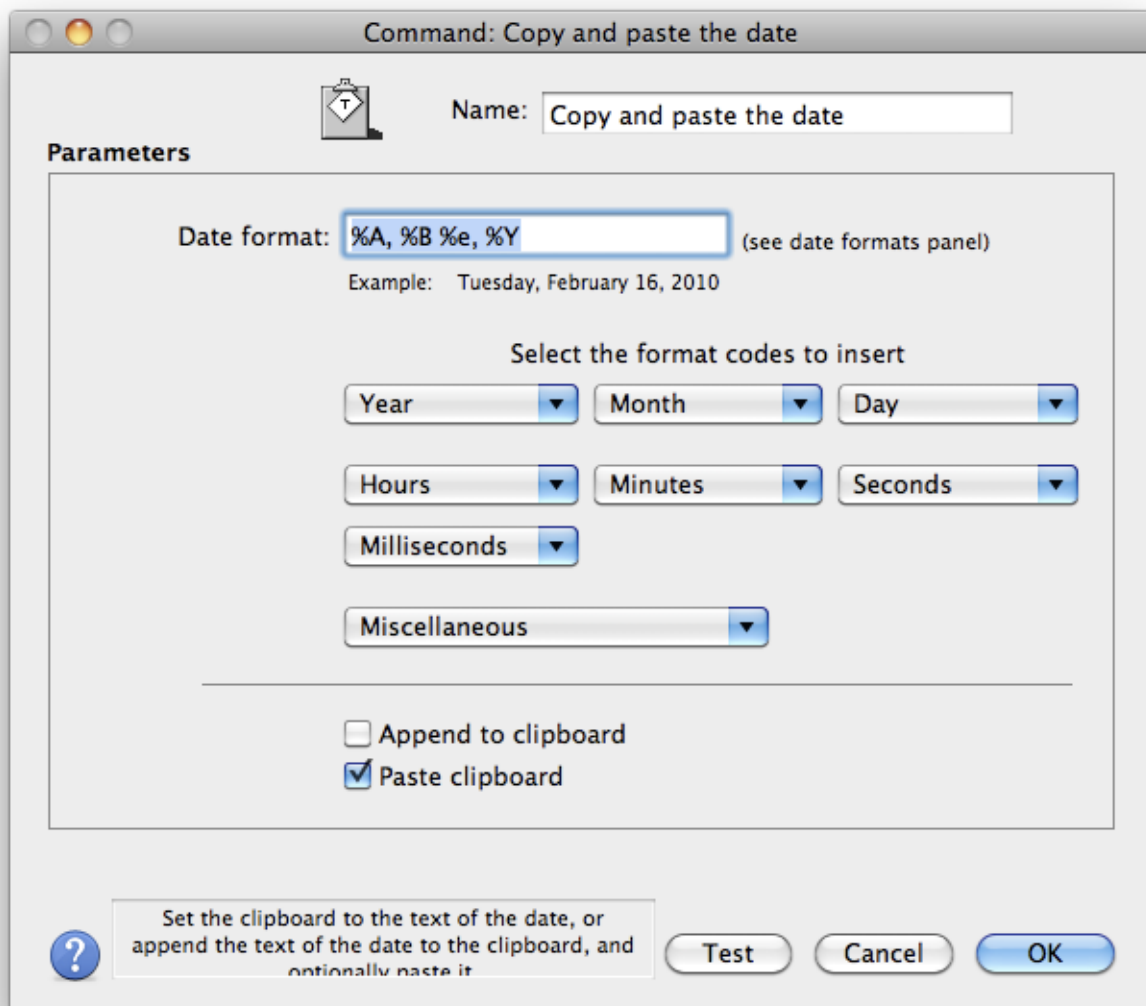 Command: Copy and paste the date
T
Name: Copy and paste the date
Parameters
Date format: %A, %B %e, %Y (see date formats panel)
Example: Tuesday, February 16, 2010
Select the format codes to insert
Year Month Day
Hours Minutes Seconds
Milliseconds
Miscellaneous
Append to clipboard
Paste clipboard
Set the clipboard to the text of the date, or
append the text of the date to the clipboard, and
optionally paste it
? Test Cancel OK